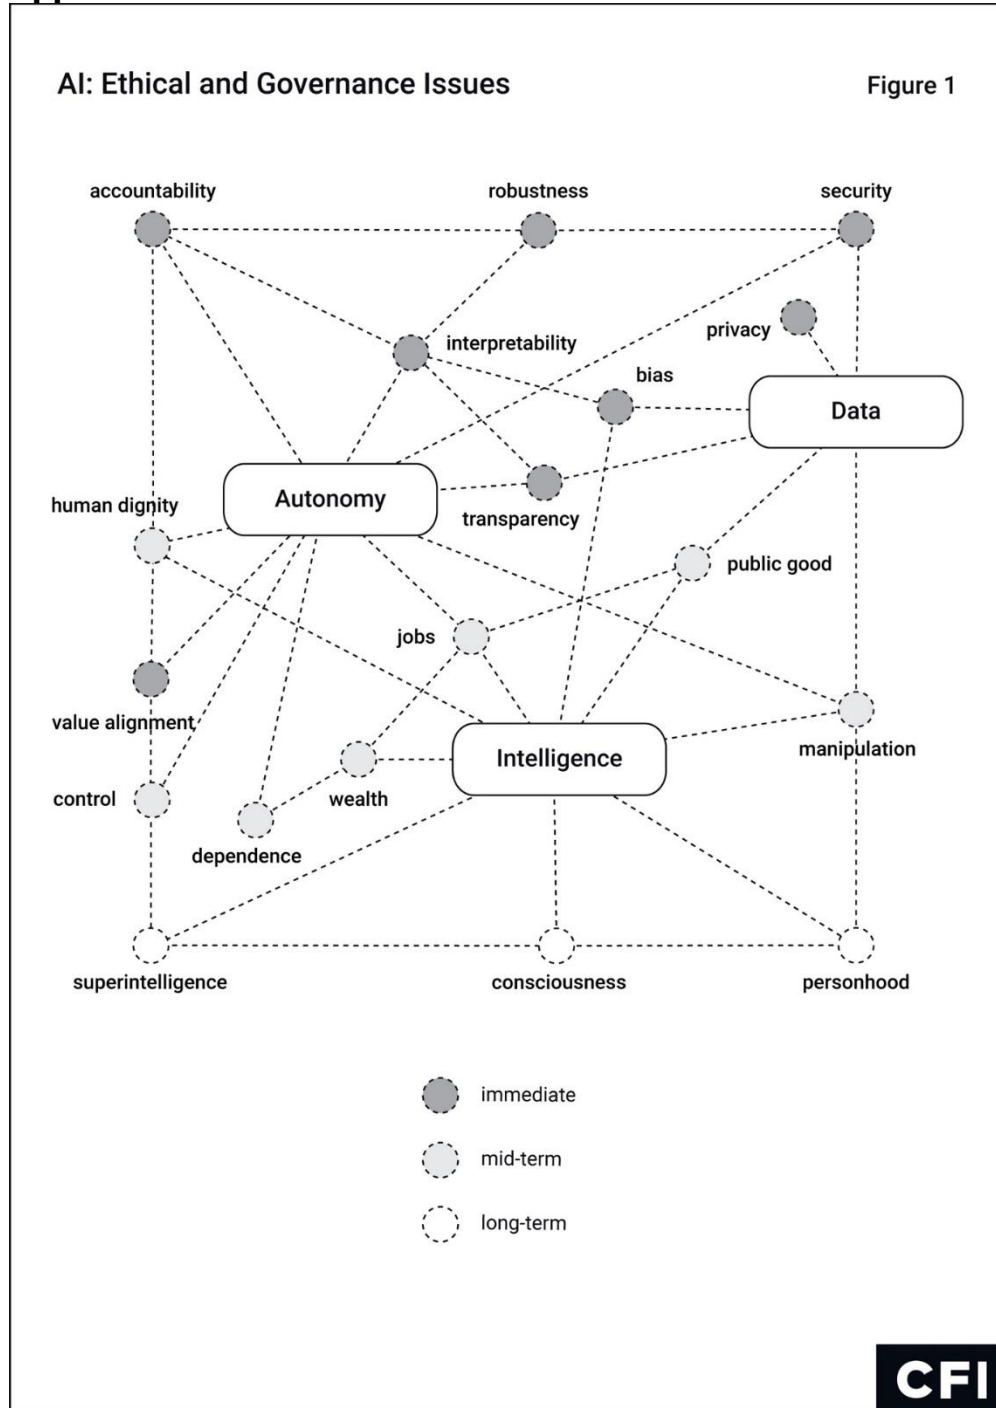 AI: Ethical and Governance Issues
Figure 1
accountability
robustness
security
privacy
interpretability
bias
Data
Autonomy
human dignity
transparency
public good
jobs
value alignment
Intelligence
manipulation
control
wealth
dependence
superintelligence
consciousness
personhood
immediate
mid-term
long-term
CFI